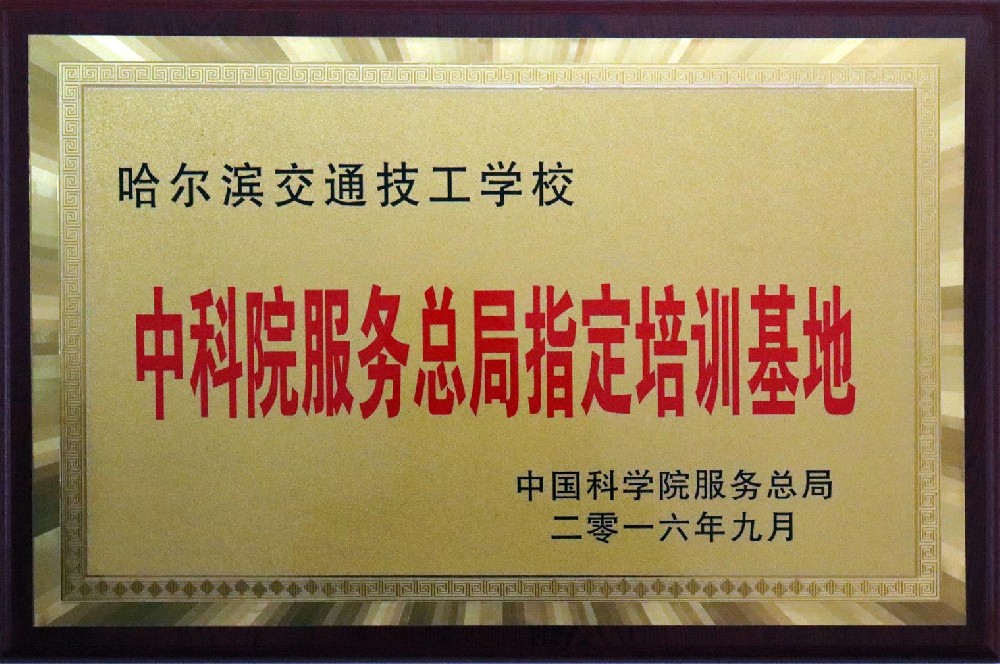 哈尔滨交通技工学校
中科院服务总局指定培训基地
中国科学院服务总局
二零一六年九月